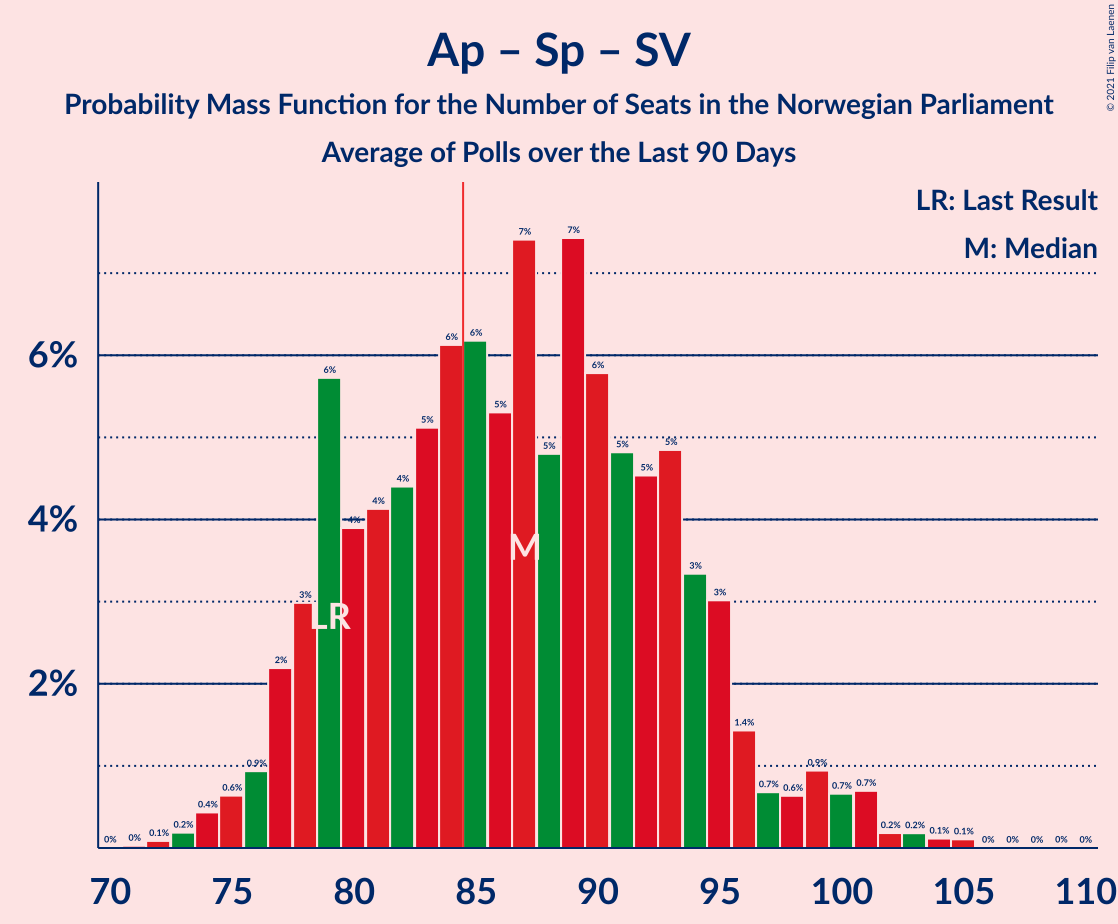 Ap – Sp – SV
Probability Mass Function for the Number of Seats in the Norwegian Parliament
Average of Polls over the Last 90 Days
© 2021 Filip van Laenen
LR: Last Result
M: Median
6%
4%
2%
0% 0% 0.1% 0.2% 0.4% 0.6% 0.9% 2% 3% 6% 4% 4% 4% 5% 6% 6% 5% 7% 5% 7% 6% 5% 5% 5% 3% 3% 1.4% 0.7% 0.6% 0.9% 0.7% 0.7% 0.2% 0.2% 0.1% 0.1% 0% 0% 0% 0% 0%
LR
M
70 75 80 85 90 95 100 105 110